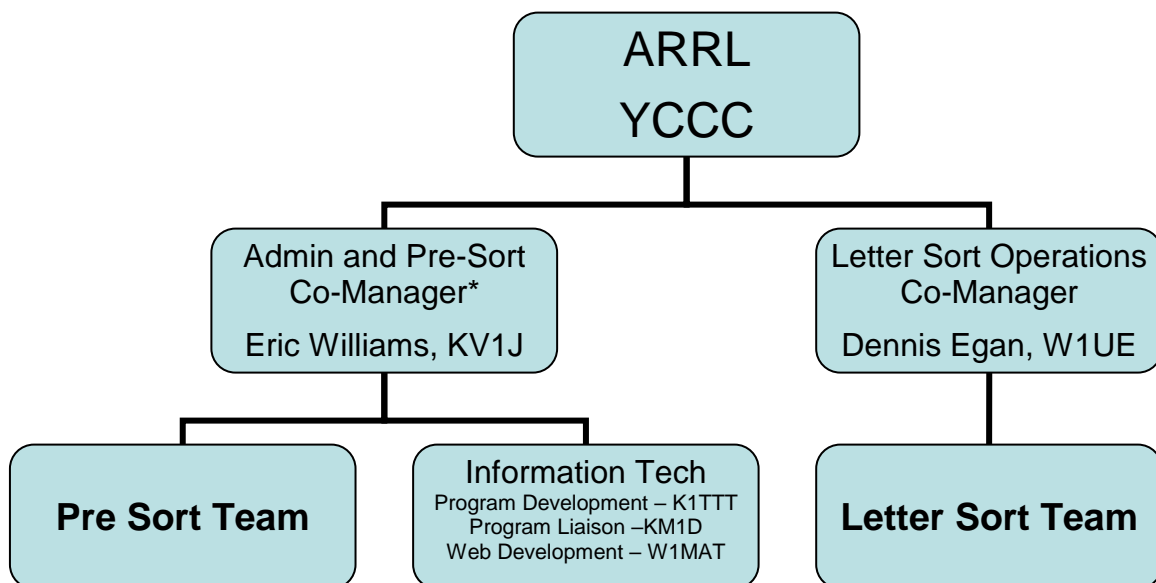 ARRL
YCCC
Admin and Pre-Sort
Co-Manager*
Eric Williams, KV1J
Letter Sort Operations
Co-Manager
Dennis Egan, W1UE
Pre Sort Team
Information Tech
Program Development – K1TTT
Program Liaison –KM1D
Web Development – W1MAT
Letter Sort Team